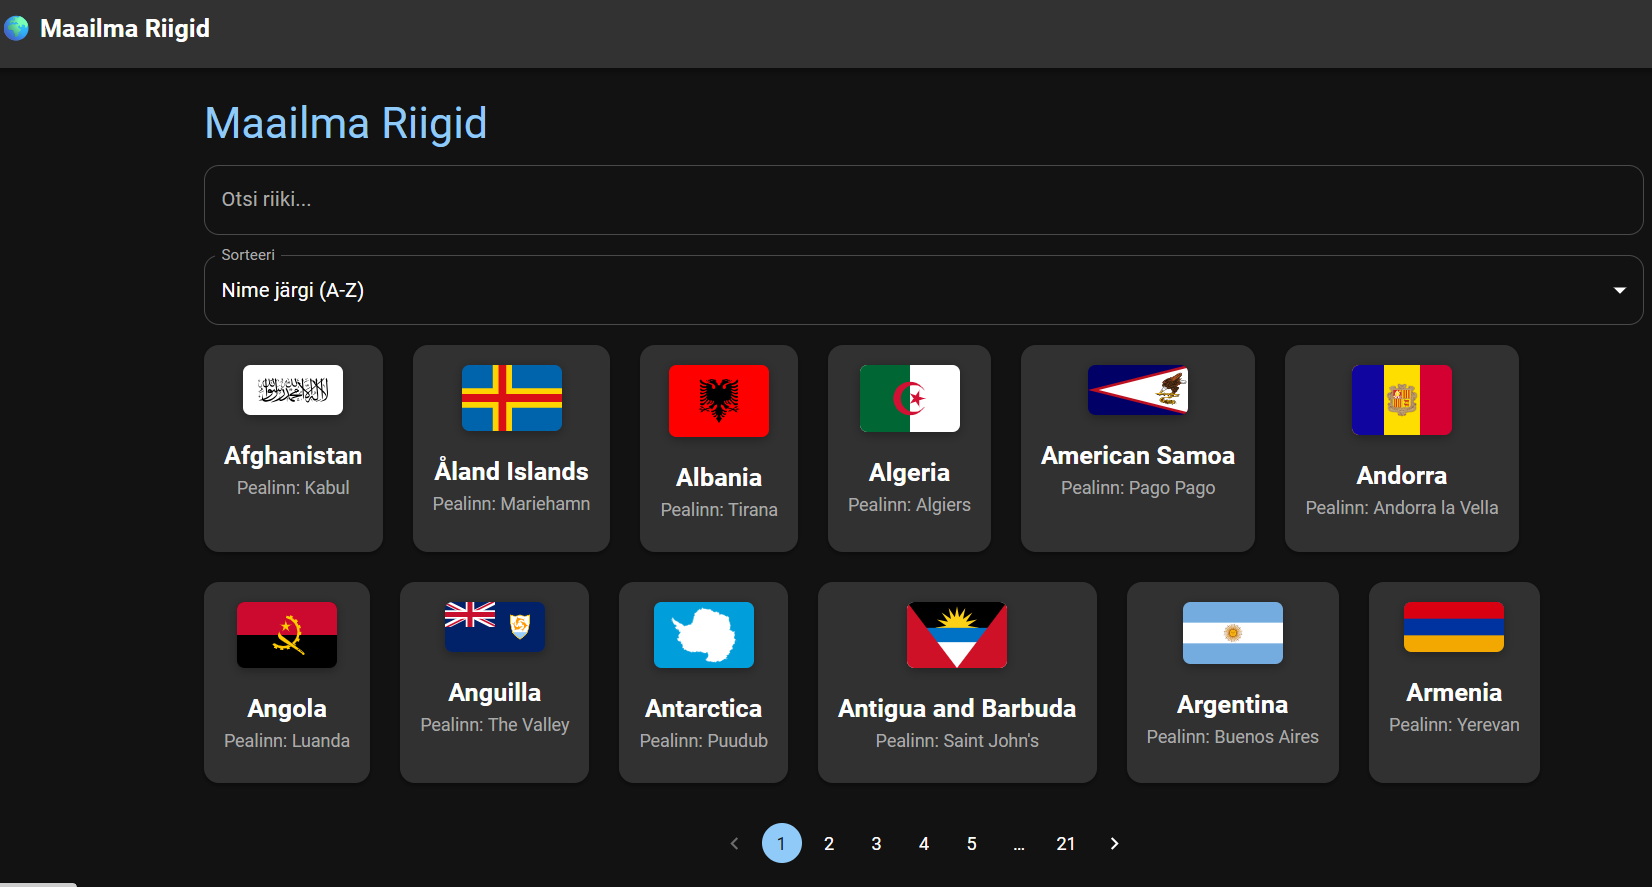 Maailma Riigid
Maailma Riigid
Otsi riiki...
Sorteeri
Nime järgi (A-Z)
Afghanistan
Pealinn: Kabul
Åland Islands
Pealinn: Mariehamn
Albania
Pealinn: Tirana
Algeria
Pealinn: Algiers
American Samoa
Pealinn: Pago Pago
Andorra
Pealinn: Andorra la Vella
Angola
Pealinn: Luanda
Anguilla
Pealinn: The Valley
Antarctica
Pealinn: Puudub
Antigua and Barbuda
Pealinn: Saint John's
Argentina
Pealinn: Buenos Aires
Armenia
Pealinn: Yerevan
1 2 3 4 5 ... 21